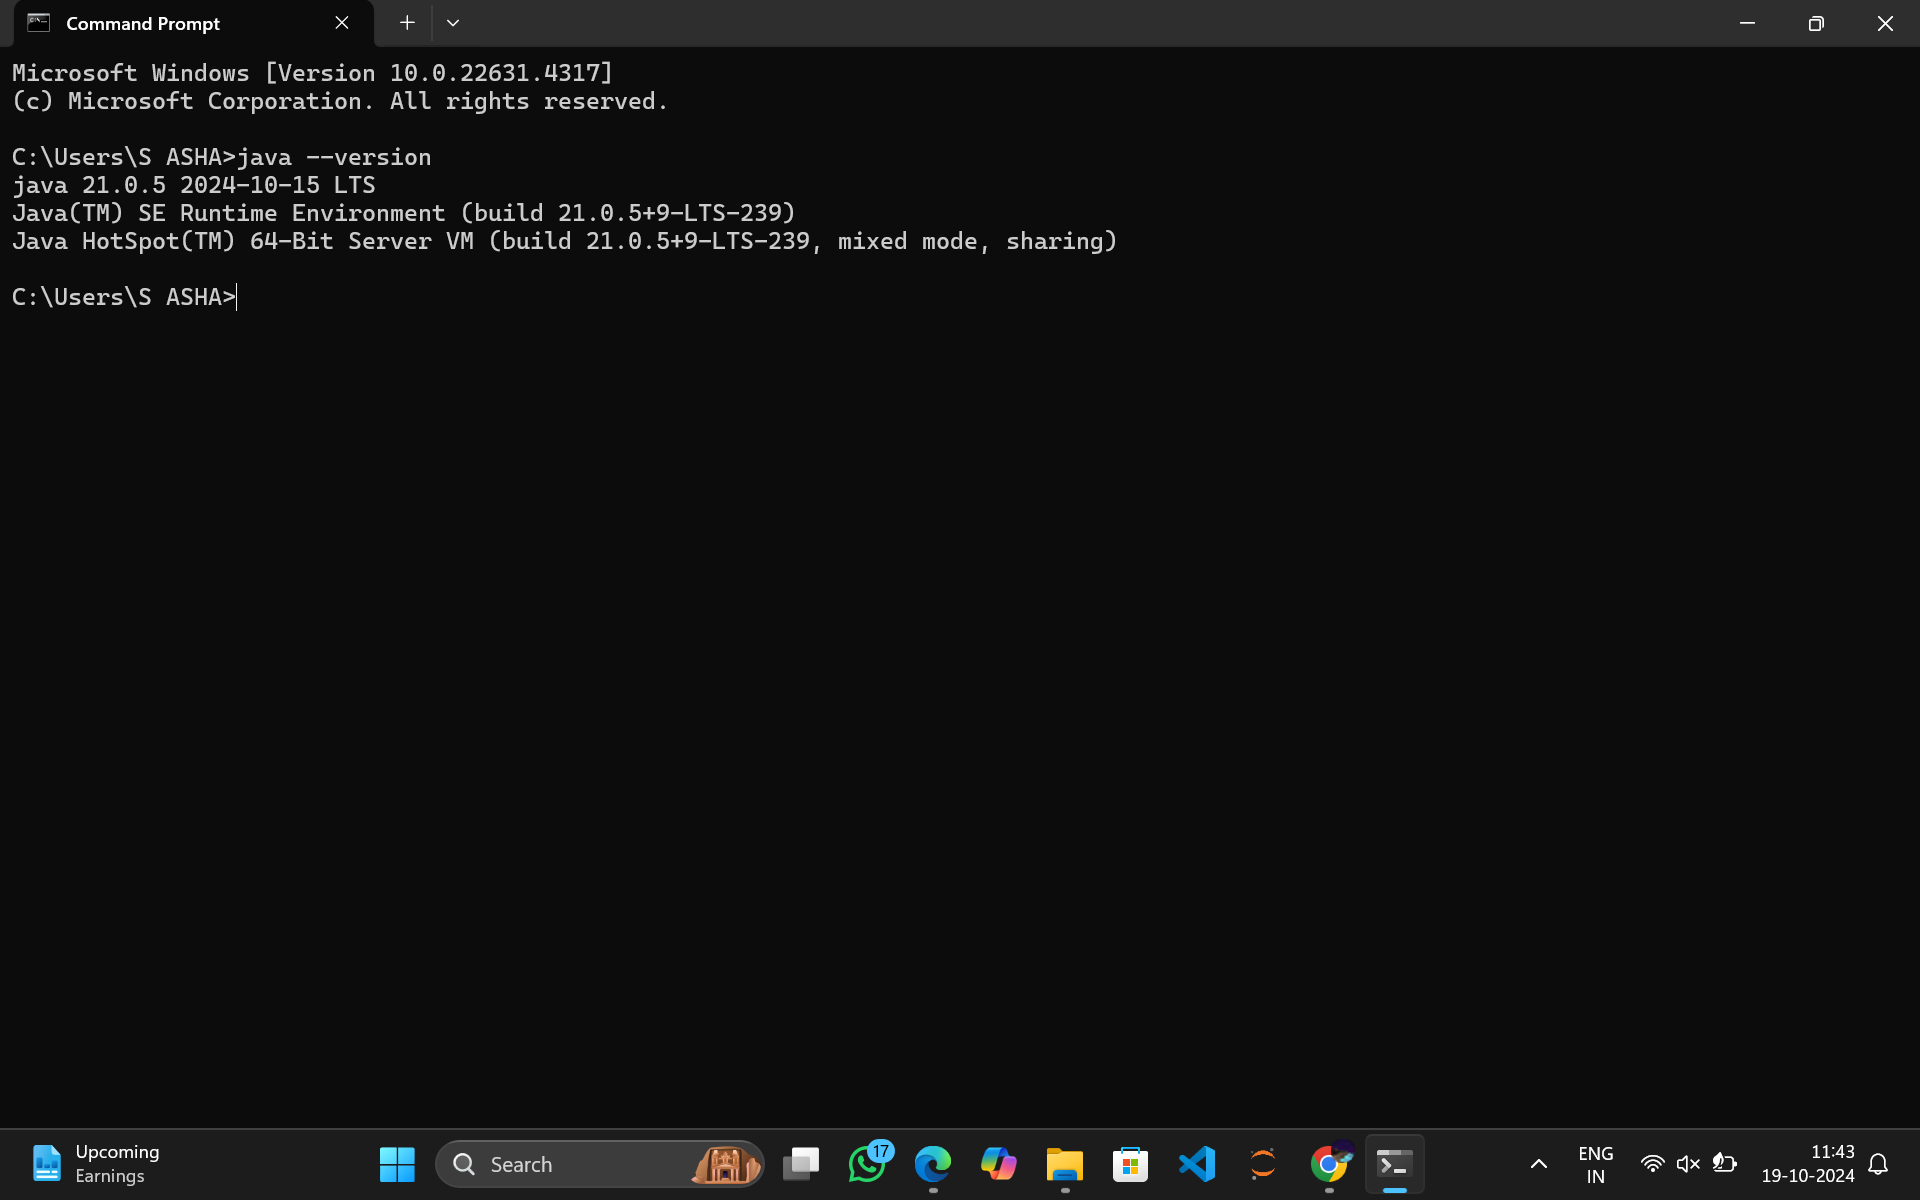 Command Prompt
Microsoft Windows [Version 10.0.22631.4317]
(c) Microsoft Corporation. All rights reserved.
C:\Users\S ASHA>java --version
java 21.0.5 2024-10-15 LTS
Java(TM) SE Runtime Environment (build 21.0.5+9-LTS-239)
Java HotSpot(TM) 64-Bit Server VM (build 21.0.5+9-LTS-239, mixed mode, sharing)
C:\Users\S ASHA>
Upcoming
Earnings
Search
17
ENG
IN
11:43
19-10-2024